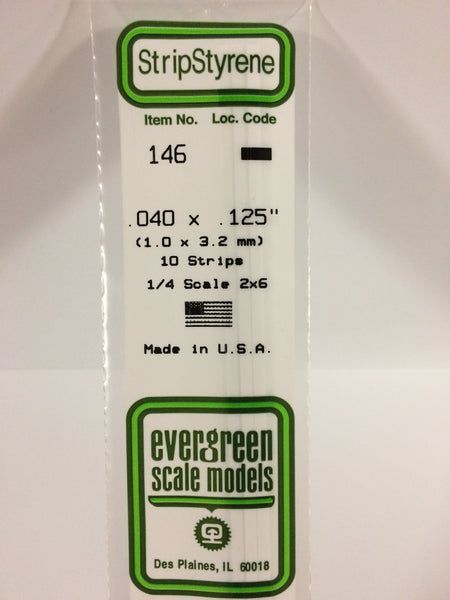 StripStyrene
Item No. Loc. Code
146
.040 x .125"
(1.0 x 3.2 mm)
10 Strips
1/4 Scale 2x6
Made in U.S.A.
evergreen
scale models
Des Plaines, IL 60018